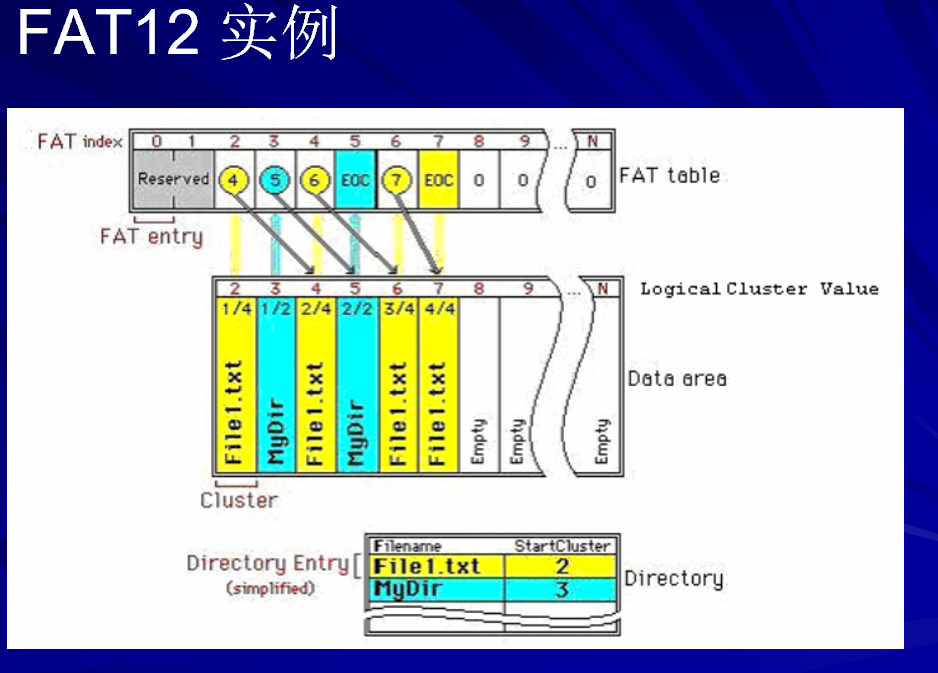 FAT12 实例
FAT index 0 1 2 3 4 5 6 7 8 9 ... N
Reserved 4 5 6 EOC 7 EOC 0 0 0 FAT table
FAT entry
2 3 4 5 6 7 8 9 ... N Logical Cluster Value
1/4 1/2 2/4 2/2 3/4 4/4
File1.txt MyDir File1.txt MyDir File1.txt File1.txt Empty Empty Empty Data area
Cluster
Filename StartCluster
Directory Entry File1.txt 2
(simplified) MyDir 3 Directory